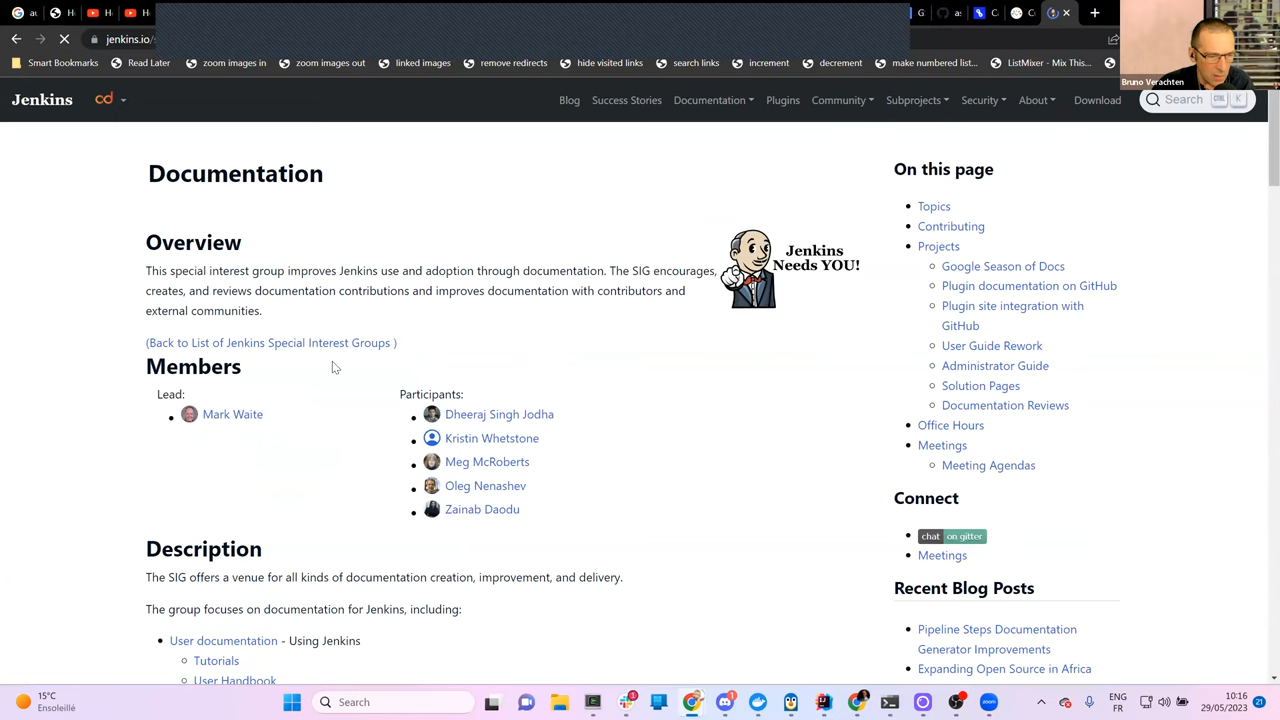 au
H
H
H
G
as
C
Co
jenkins.io/s
Bruno Verachten
Smart Bookmarks
Read Later
zoom images in
zoom images out
linked images
remove redirects
hide visited links
search links
increment
decrement
make numbered list...
ListMixer - Mix This...
Jenkins
cd
Blog
Success Stories
Documentation
Plugins
Community
Subprojects
Security
About
Download
Search
CTRL
K
Documentation
Overview
This special interest group improves Jenkins use and adoption through documentation. The SIG encourages,
creates, and reviews documentation contributions and improves documentation with contributors and
external communities.
Jenkins
Needs YOU!
(Back to List of Jenkins Special Interest Groups )
Members
Lead:
Mark Waite
Participants:
Dheeraj Singh Jodha
Kristin Whetstone
Meg McRoberts
Oleg Nenashev
Zainab Daodu
Description
The SIG offers a venue for all kinds of documentation creation, improvement, and delivery.
The group focuses on documentation for Jenkins, including:
User documentation - Using Jenkins
Tutorials
User Handbook
On this page
Topics
Contributing
Projects
Google Season of Docs
Plugin documentation on GitHub
Plugin site integration with
GitHub
User Guide Rework
Administrator Guide
Solution Pages
Documentation Reviews
Office Hours
Meetings
Meeting Agendas
Connect
chat on gitter
Meetings
Recent Blog Posts
Pipeline Steps Documentation
Generator Improvements
Expanding Open Source in Africa
15°C
Ensoleillé
Search
1
1
zoom
ENG
FR
10:16
29/05/2023
21